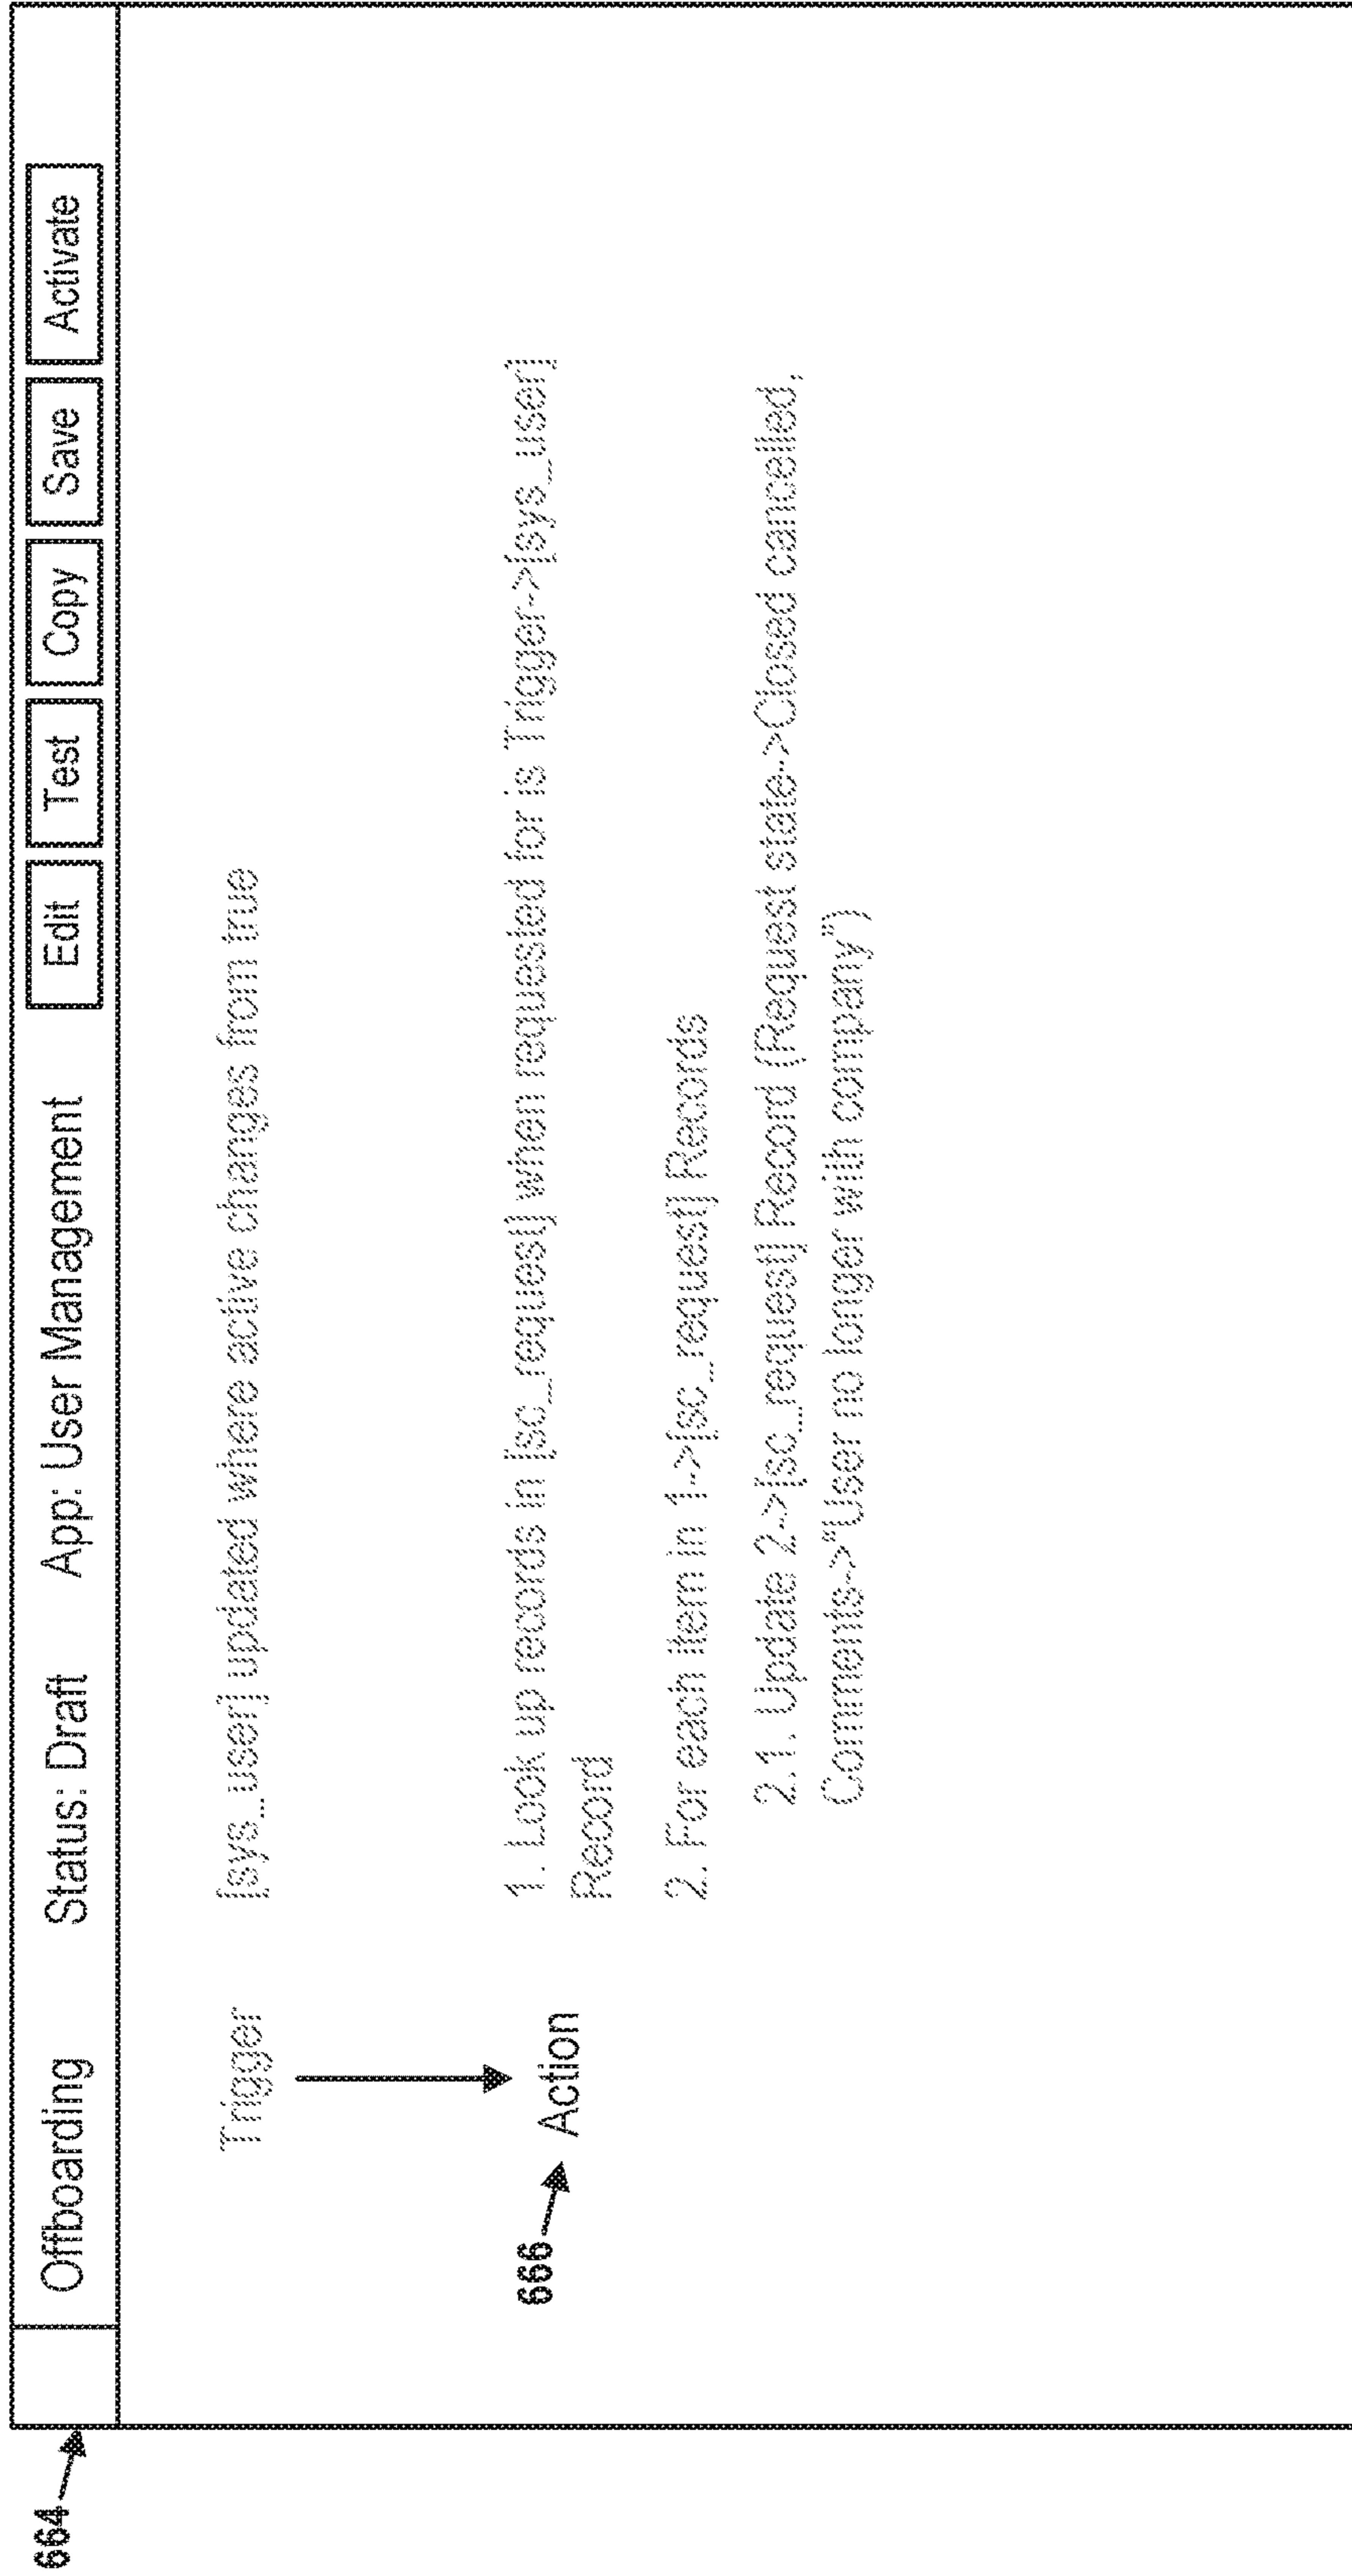 664
Offboarding Status: Draft App: User Management Edit Test Copy Save Activate
Trigger [sys_user] updated where active changes from true
666
Action
1. Look up records in [sc_request] when requested for is Trigger->[sys_user]
Record
2. For each item in 1->[sc_request] Records
2.1. Update 2->[sc_request] Record (Request state->Closed cancelled,
Comments->"User no longer with company")